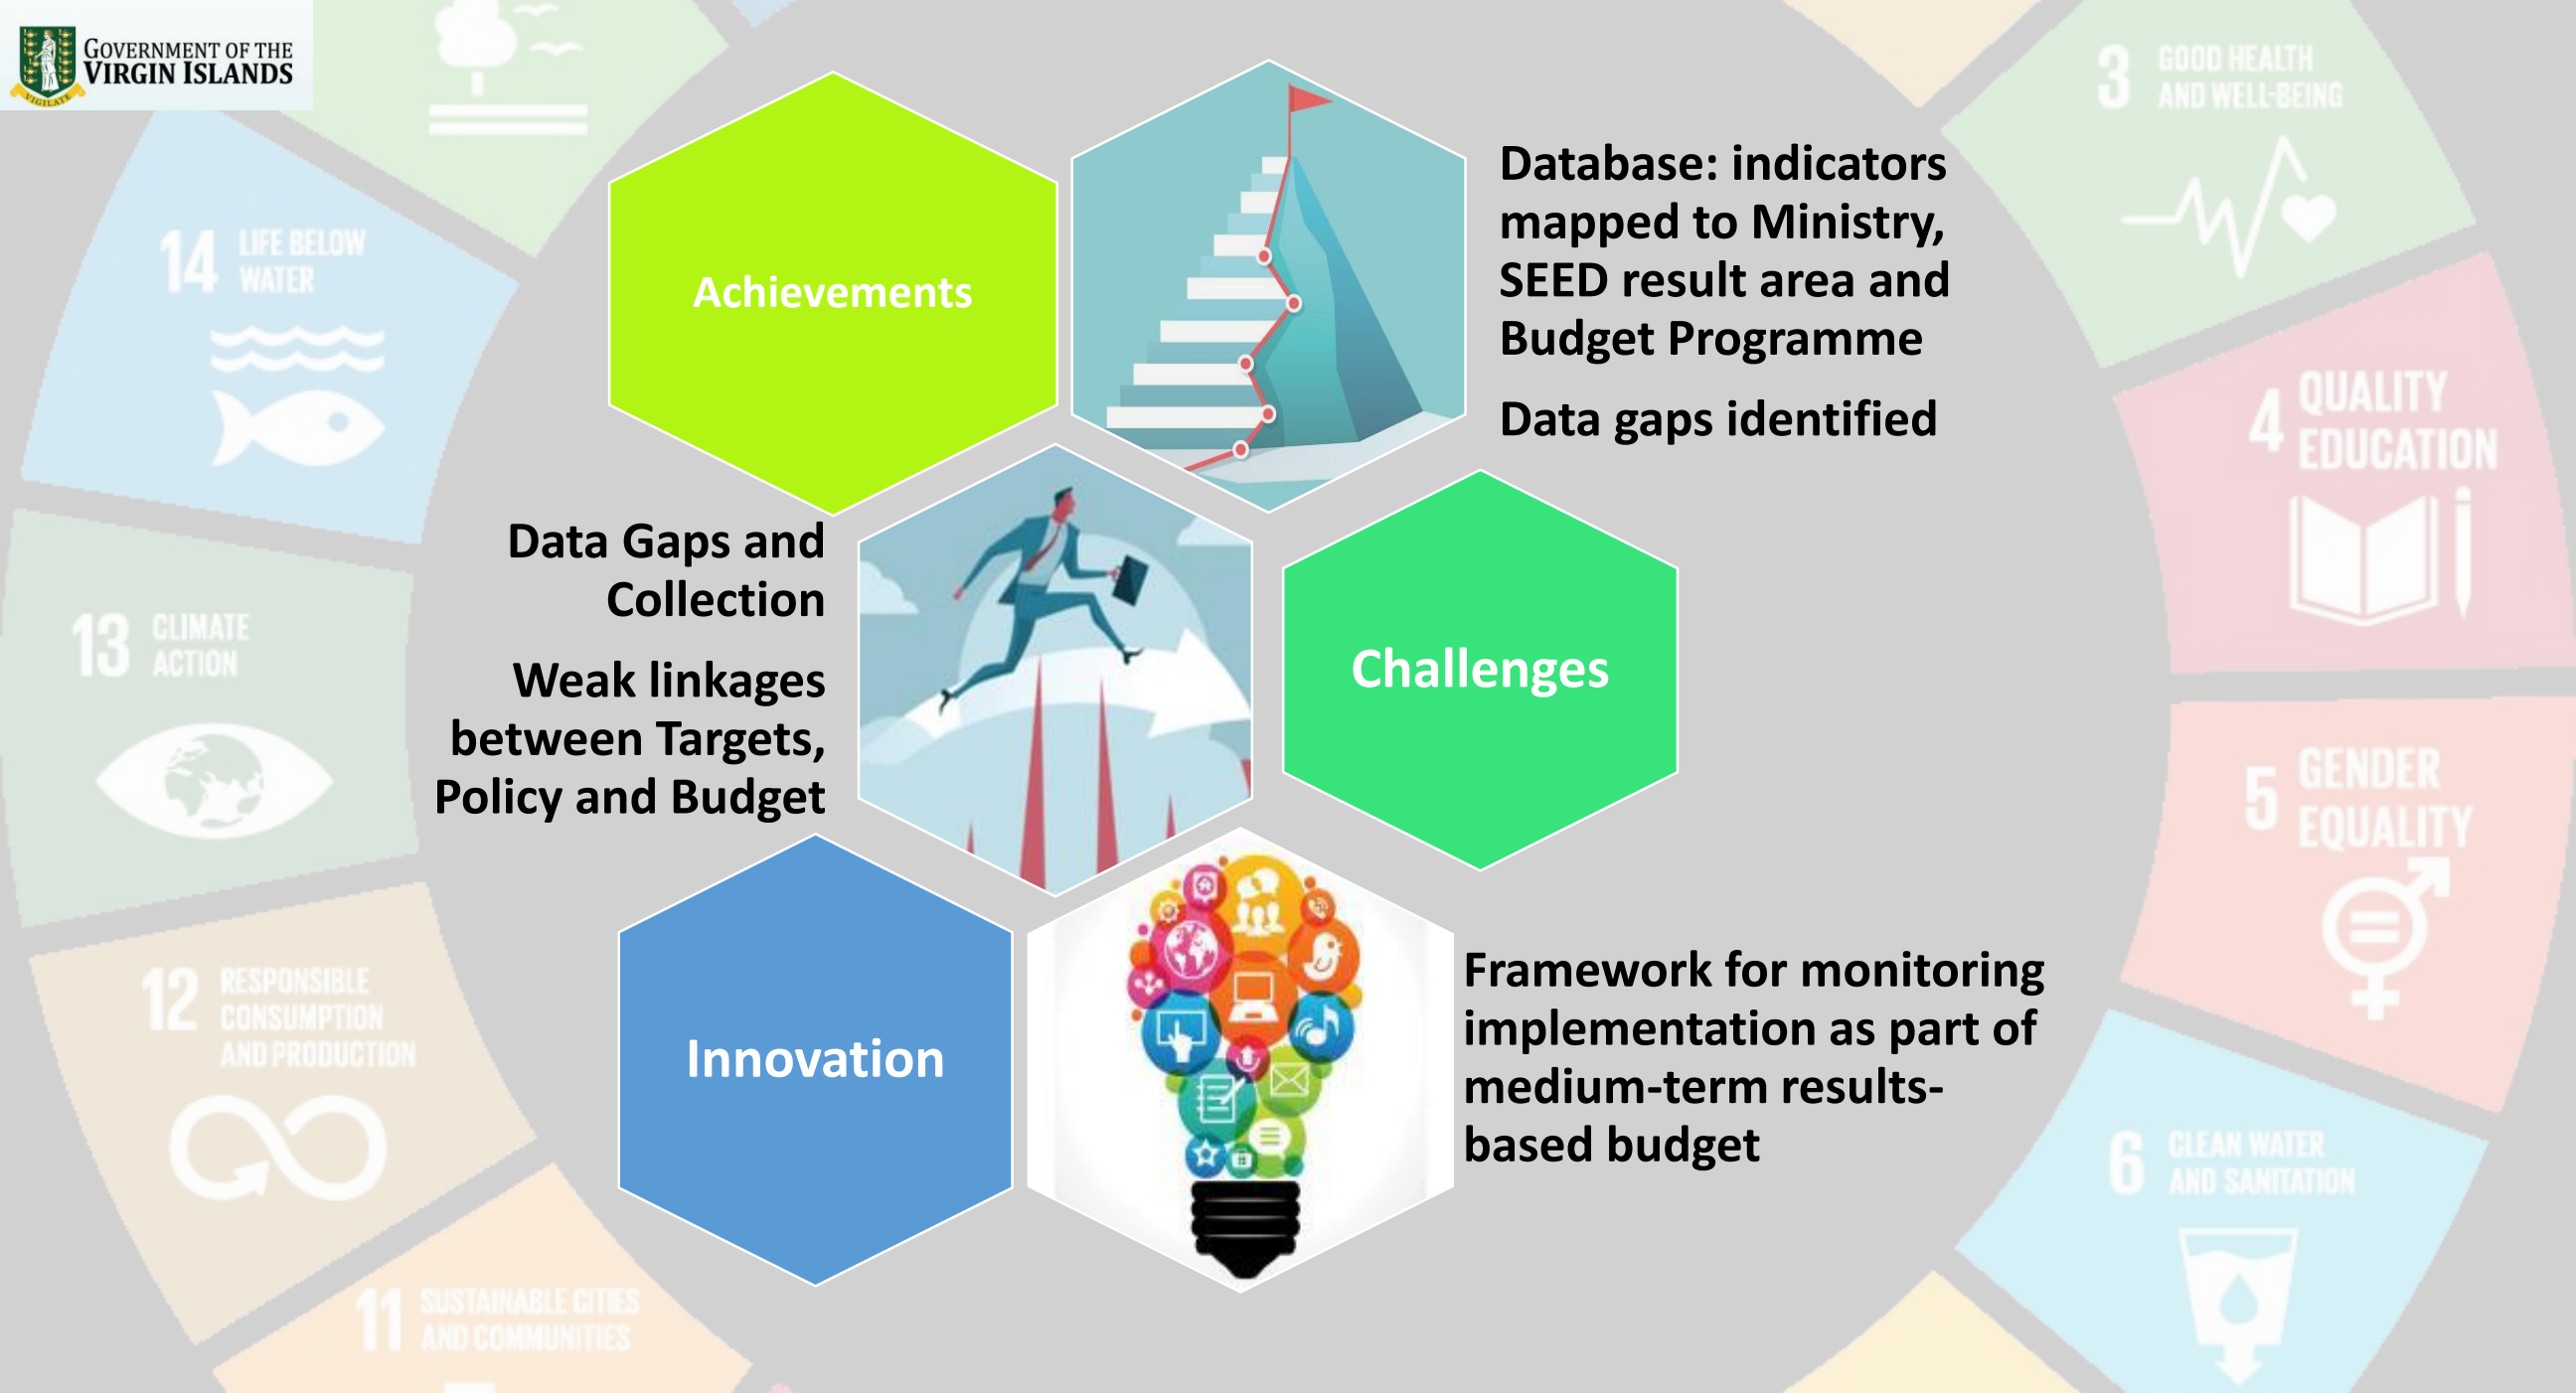 GOVERNMENT OF THE
VIRGIN ISLANDS
VIGILATE
Achievements
Database: indicators
mapped to Ministry,
SEED result area and
Budget Programme
Data gaps identified
Data Gaps and
Collection
Weak linkages
between Targets,
Policy and Budget
Challenges
Innovation
Framework for monitoring
implementation as part of
medium-term results-
based budget
3 GOOD HEALTH
AND WELL-BEING
4 QUALITY
EDUCATION
5 GENDER
EQUALITY
6 CLEAN WATER
AND SANITATION
11 SUSTAINABLE CITIES
AND COMMUNITIES
12 RESPONSIBLE
CONSUMPTION
AND PRODUCTION
13 CLIMATE
ACTION
14 LIFE BELOW
WATER